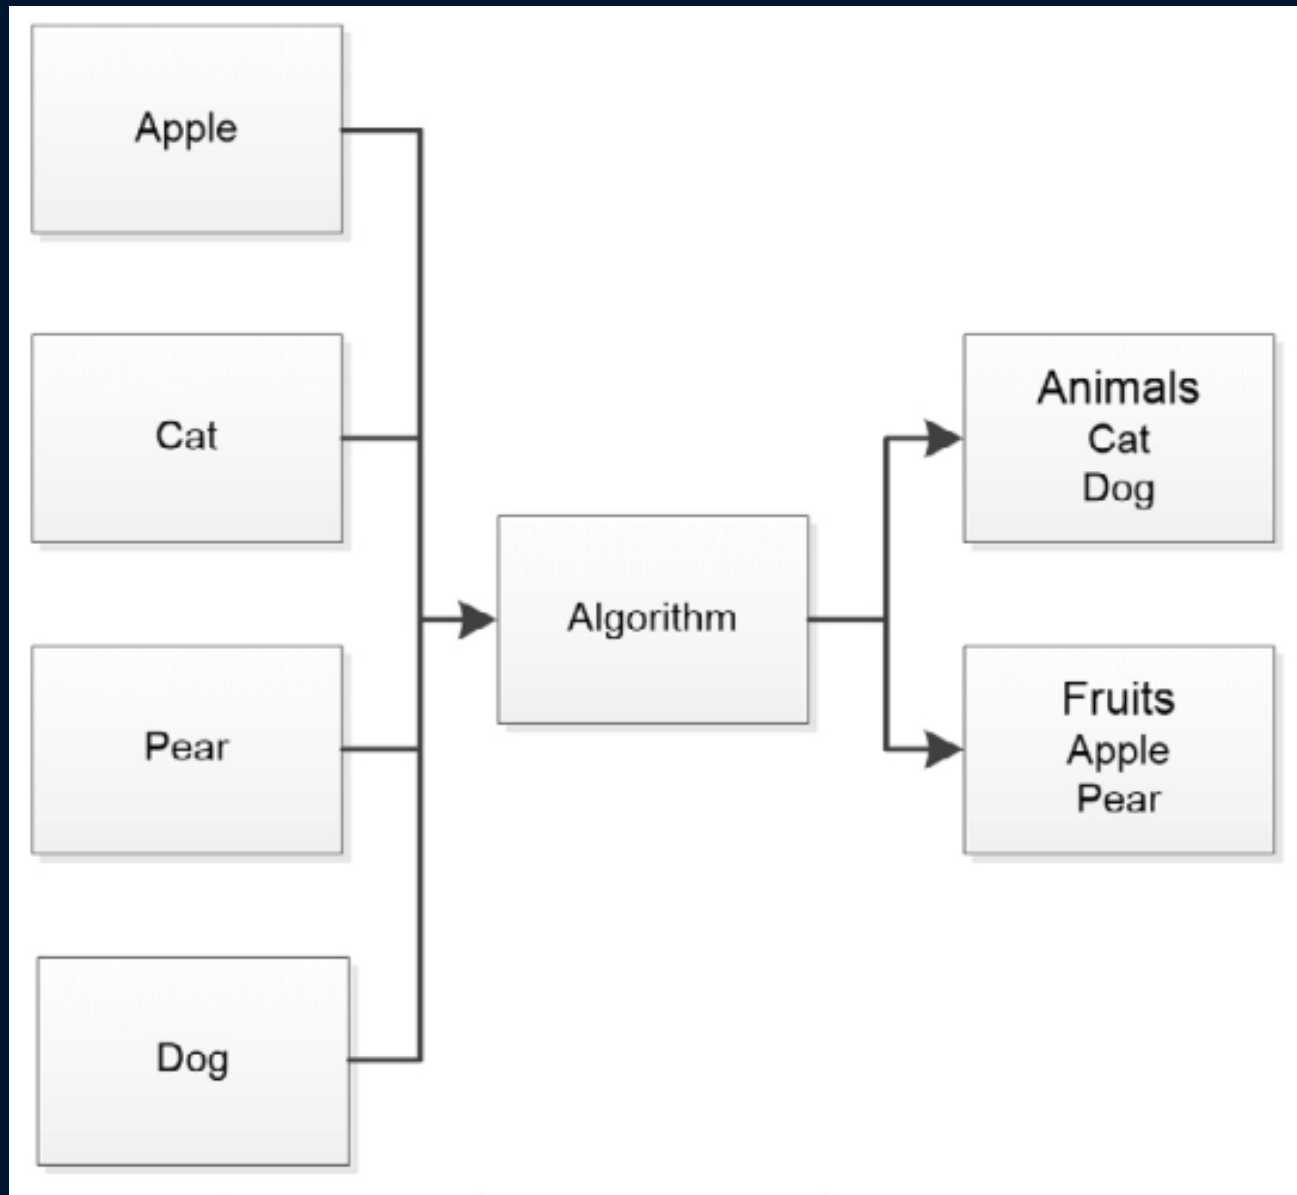 Apple
Cat
Pear
Dog
Algorithm
Animals
Cat
Dog
Fruits
Apple
Pear